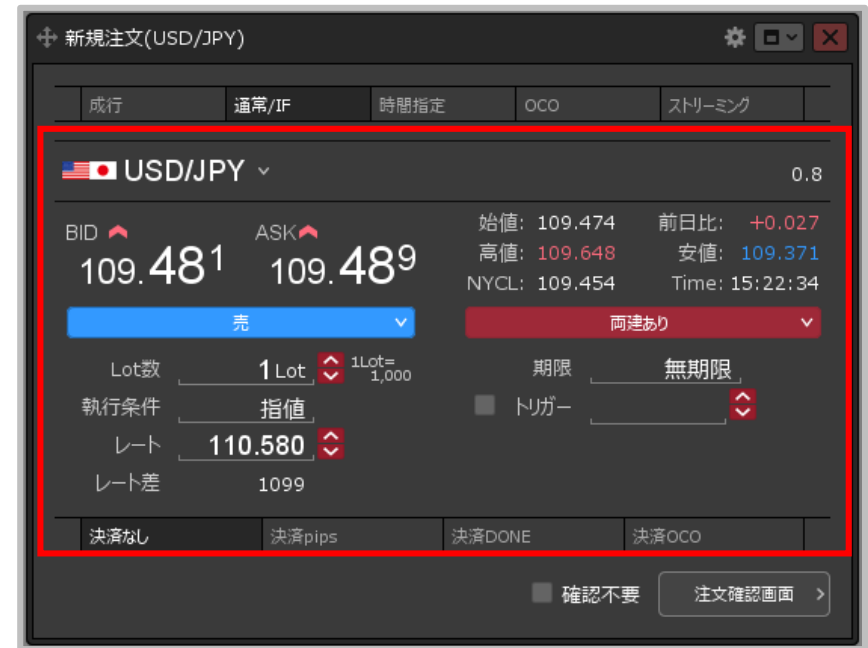 新規注文(USD/JPY)
成行 通常/IF 時間指定 OCO ストリーミング
USD/JPY 0.8
BID ASK 始値: 109.474 前日比: +0.027
109.481 109.489 高値: 109.648 安値: 109.371
NYCL: 109.454 Time: 15:22:34
売 両建あり
Lot数 1 Lot 1Lot= 1,000 期限 無期限
執行条件 指値 トリガー
レート 110.580
レート差 1099
決済なし 決済pips 決済DONE 決済OCO
確認不要 注文確認画面